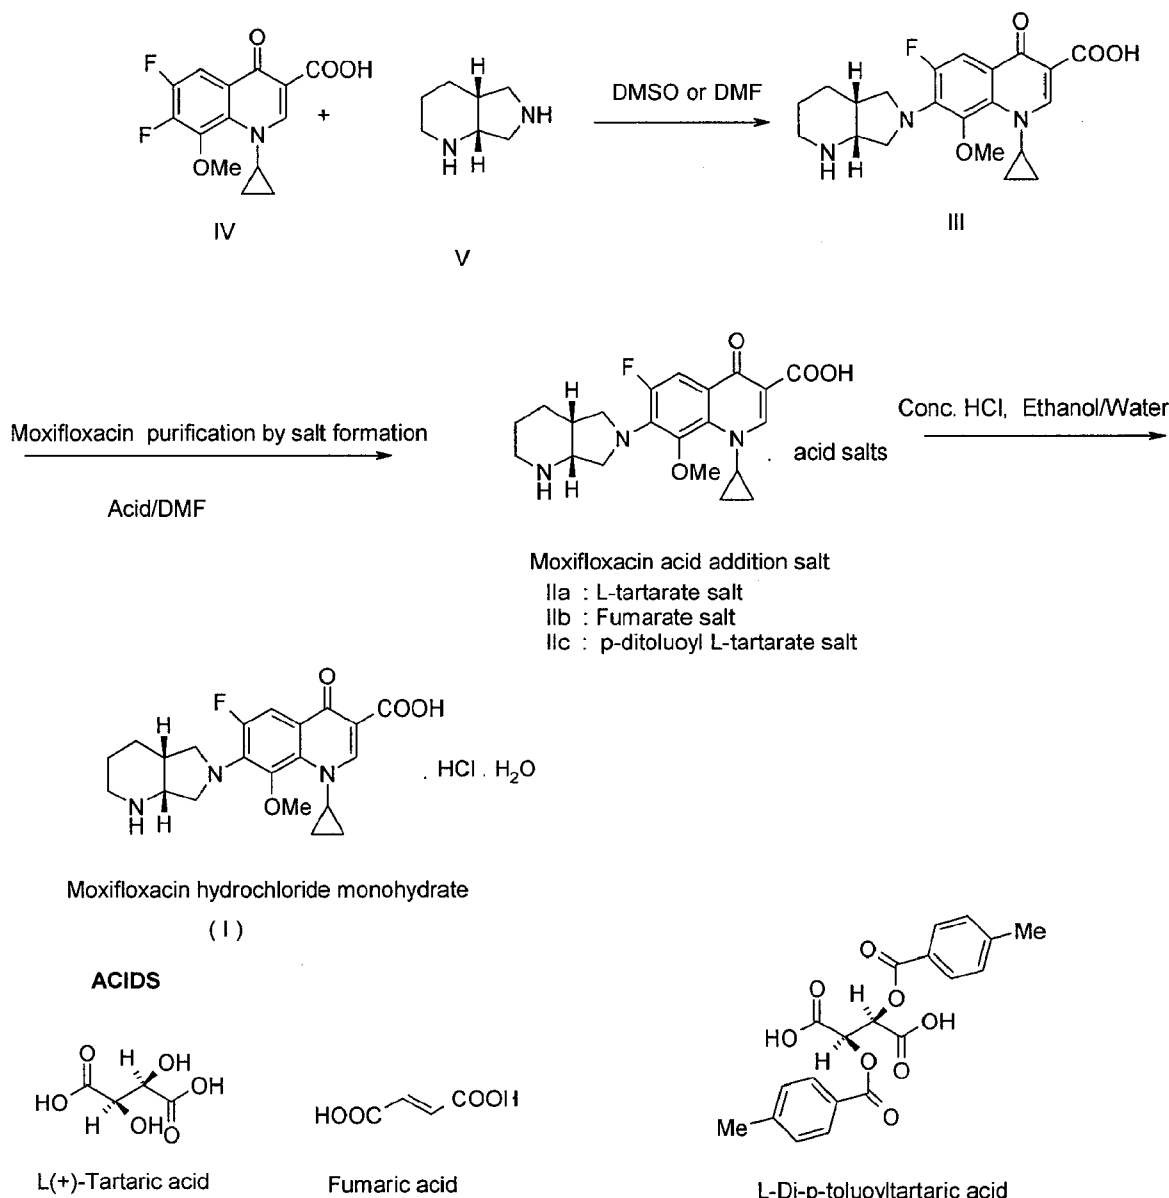 O
F
COOH
F
N
OMe
IV
+
H
NH
N
H
H
V
DMSO or DMF
O
F
COOH
H
N
N
OMe
N
H
H
III
Moxifloxacin purification by salt formation
Acid/DMF
O
F
COOH
H
N
N
OMe
N
H
H
. acid salts
Conc. HCl, Ethanol/Water
Moxifloxacin acid addition salt
IIa : L-tartarate salt
IIb : Fumarate salt
IIc : p-ditoluoyl L-tartarate salt
O
F
COOH
H
N
N
OMe
N
H
H
. HCl . H₂O
Moxifloxacin hydrochloride monohydrate
( I )
ACIDS
O
H
OH
HO
OH
H
OH
O
L(+)-Tartaric acid
HOOC
COOH
Fumaric acid
Me
O
O
O
H
HO
OH
H
O
O
O
Me
L-Di-p-toluoyltartaric acid